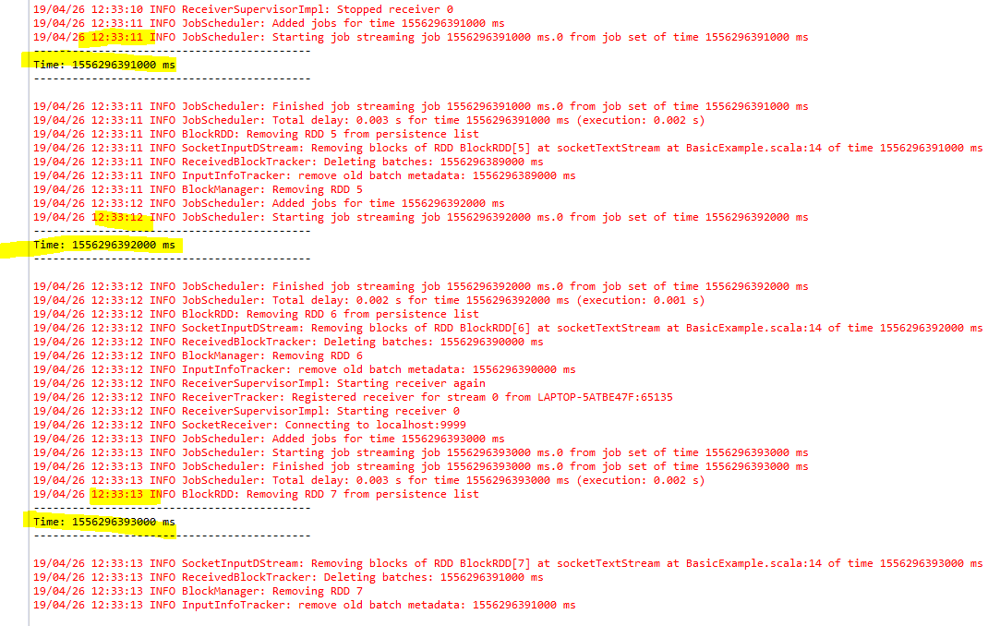 19/04/26 12:33:10 INFO ReceiverSupervisorImpl: Stopped receiver 0
19/04/26 12:33:11 INFO JobScheduler: Added jobs for time 1556296391000 ms
19/04/26 12:33:11 INFO JobScheduler: Starting job streaming job 1556296391000 ms.0 from job set of time 1556296391000 ms
-------------------------------------------
Time: 1556296391000 ms
-------------------------------------------
19/04/26 12:33:11 INFO JobScheduler: Finished job streaming job 1556296391000 ms.0 from job set of time 1556296391000 ms
19/04/26 12:33:11 INFO JobScheduler: Total delay: 0.003 s for time 1556296391000 ms (execution: 0.002 s)
19/04/26 12:33:11 INFO BlockRDD: Removing RDD 5 from persistence list
19/04/26 12:33:11 INFO SocketInputDStream: Removing blocks of RDD BlockRDD[5] at socketTextStream at BasicExample.scala:14 of time 1556296391000 ms
19/04/26 12:33:11 INFO ReceivedBlockTracker: Deleting batches: 1556296389000 ms
19/04/26 12:33:11 INFO InputInfoTracker: remove old batch metadata: 1556296389000 ms
19/04/26 12:33:11 INFO BlockManager: Removing RDD 5
19/04/26 12:33:12 INFO JobScheduler: Added jobs for time 1556296392000 ms
19/04/26 12:33:12 INFO JobScheduler: Starting job streaming job 1556296392000 ms.0 from job set of time 1556296392000 ms
-------------------------------------------
Time: 1556296392000 ms
-------------------------------------------
19/04/26 12:33:12 INFO JobScheduler: Finished job streaming job 1556296392000 ms.0 from job set of time 1556296392000 ms
19/04/26 12:33:12 INFO JobScheduler: Total delay: 0.002 s for time 1556296392000 ms (execution: 0.001 s)
19/04/26 12:33:12 INFO BlockRDD: Removing RDD 6 from persistence list
19/04/26 12:33:12 INFO SocketInputDStream: Removing blocks of RDD BlockRDD[6] at socketTextStream at BasicExample.scala:14 of time 1556296392000 ms
19/04/26 12:33:12 INFO ReceivedBlockTracker: Deleting batches: 1556296390000 ms
19/04/26 12:33:12 INFO BlockManager: Removing RDD 6
19/04/26 12:33:12 INFO InputInfoTracker: remove old batch metadata: 1556296390000 ms
19/04/26 12:33:12 INFO ReceiverSupervisorImpl: Starting receiver again
19/04/26 12:33:12 INFO ReceiverTracker: Registered receiver for stream 0 from LAPTOP-5ATBE47F:65135
19/04/26 12:33:12 INFO ReceiverSupervisorImpl: Starting receiver 0
19/04/26 12:33:12 INFO SocketReceiver: Connecting to localhost:9999
19/04/26 12:33:13 INFO JobScheduler: Added jobs for time 1556296393000 ms
19/04/26 12:33:13 INFO JobScheduler: Starting job streaming job 1556296393000 ms.0 from job set of time 1556296393000 ms
19/04/26 12:33:13 INFO JobScheduler: Finished job streaming job 1556296393000 ms.0 from job set of time 1556296393000 ms
19/04/26 12:33:13 INFO JobScheduler: Total delay: 0.003 s for time 1556296393000 ms (execution: 0.002 s)
19/04/26 12:33:13 INFO BlockRDD: Removing RDD 7 from persistence list
-------------------------------------------
Time: 1556296393000 ms
-------------------------------------------
19/04/26 12:33:13 INFO SocketInputDStream: Removing blocks of RDD BlockRDD[7] at socketTextStream at BasicExample.scala:14 of time 1556296393000 ms
19/04/26 12:33:13 INFO ReceivedBlockTracker: Deleting batches: 1556296391000 ms
19/04/26 12:33:13 INFO BlockManager: Removing RDD 7
19/04/26 12:33:13 INFO InputInfoTracker: remove old batch metadata: 1556296391000 ms